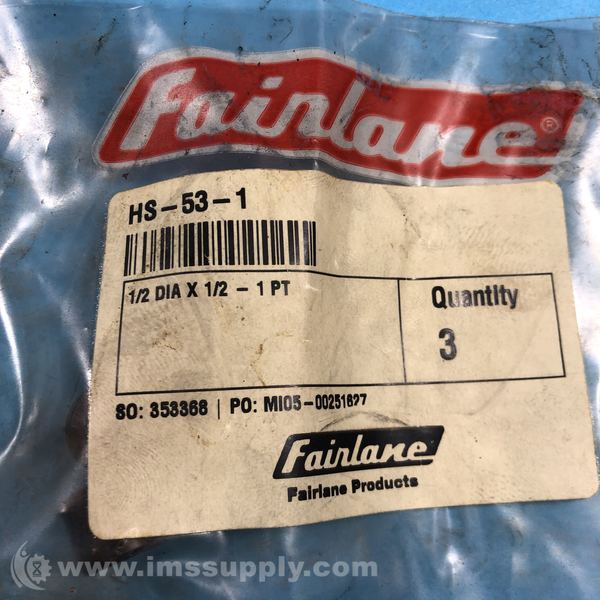 Fairlane®
HS-53-1
1/2 DIA X 1/2 - 1 PT
Quantity
3
SO: 353368 | PO: MI05-00251627
Fairlane
Fairlane Products
www.imssupply.com